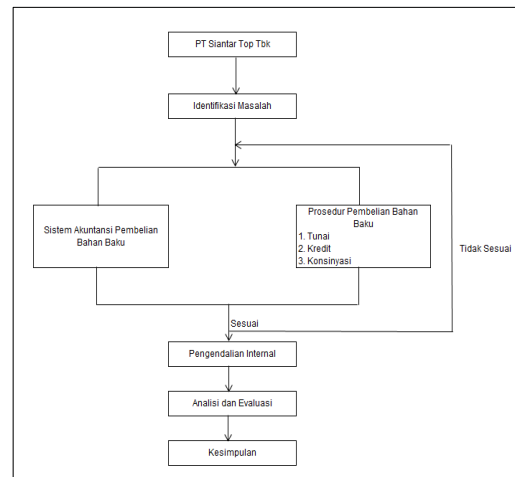 PT Siantar Top Tbk
Identifikasi Masalah
Sistem Akuntansi Pembelian
Bahan Baku
Prosedur Pembelian Bahan
Baku
1. Tunai
2. Kredit
3. Konsinyasi
Tidak Sesuai
Sesuai
Pengendalian Internal
Analisi dan Evaluasi
Kesimpulan